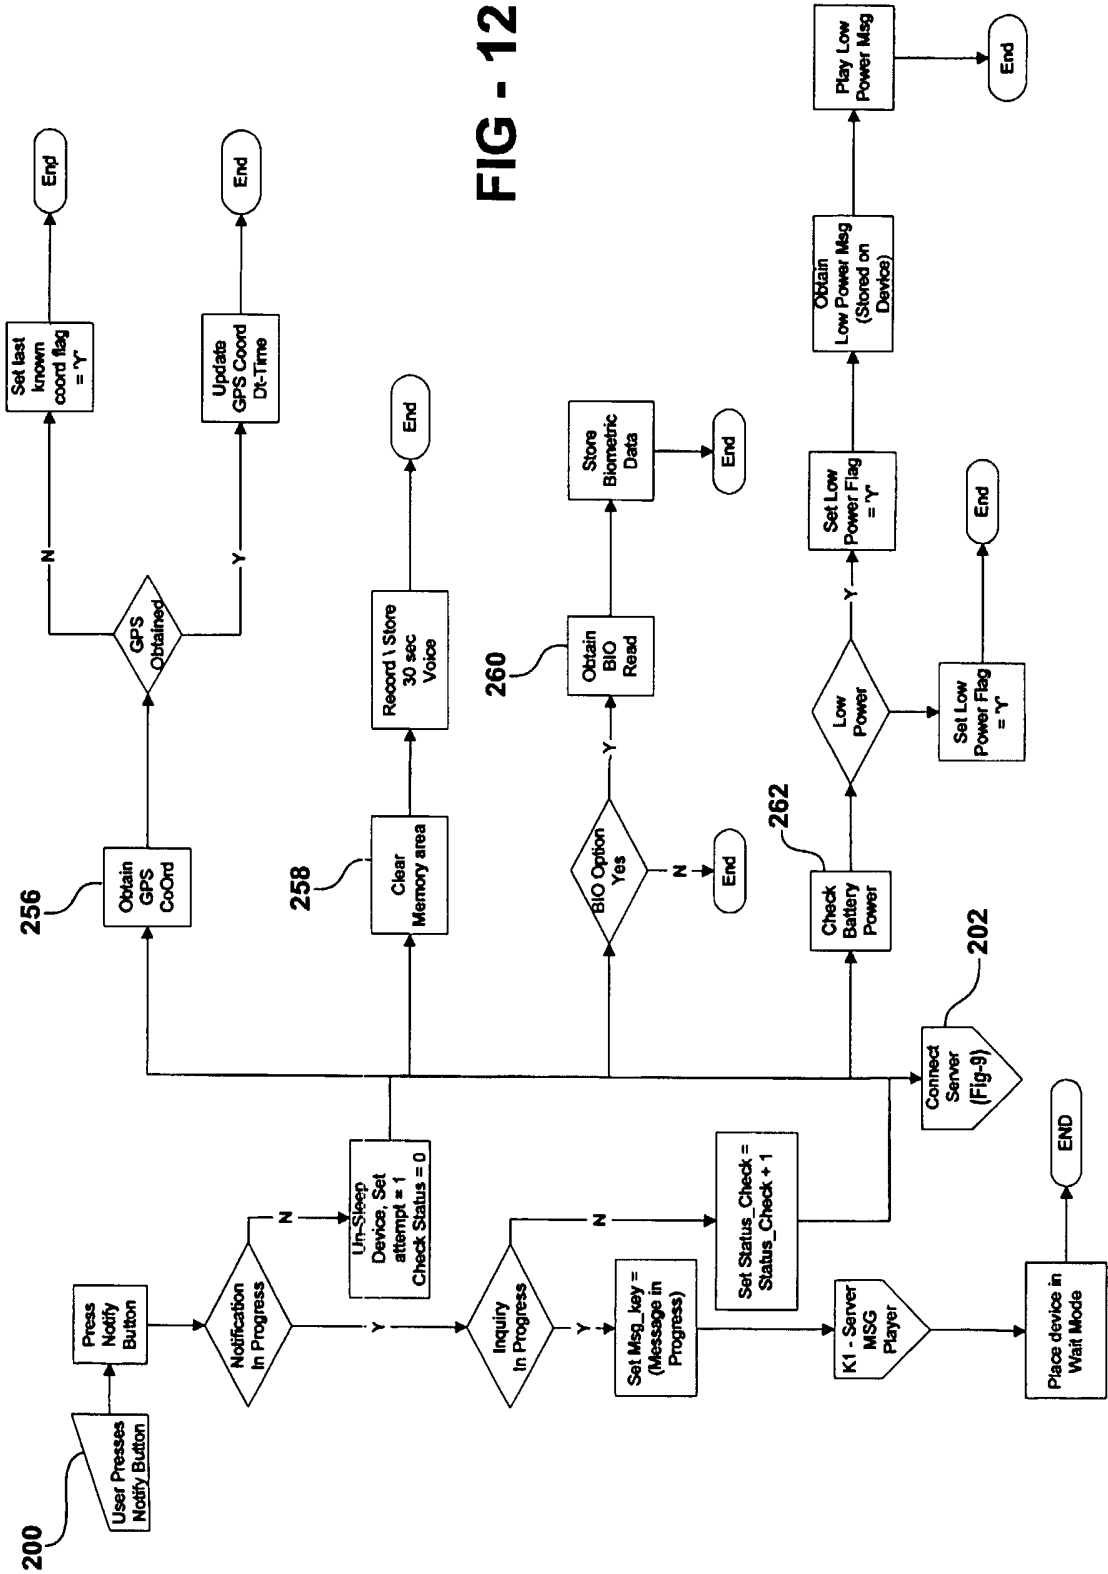 FIG - 12
200
User Presses
Notify Button
Press
Notify
Button
Notification
In Progress
N
Un-Sleep
Device, Set
attempt = 1
Check Status = 0
Y
Inquiry
In Progress
N
Set Status_Check =
Status_Check + 1
Y
Set Msg_key =
(Message in
Progress)
K1 - Server
MSG
Player
Place device in
Wait Mode
END
256
Obtain
GPS
CoOrd
GPS
Obtained
N
Set last
known
coord flag
= 'Y'
End
Y
Update
GPS Coord
Dt-Time
End
258
Clear
Memory area
Record \ Store
30 sec
Voice
End
BIO Option
Yes
N
End
Y
260
Obtain
BIO
Read
Store
Biometric
Data
End
262
Check
Battery
Power
Low
Power
Y
Set Low
Power Flag
= 'Y'
Obtain
Low Power Msg
(Stored on
Device)
Play Low
Power Msg
End
Set Low
Power Flag
= 'Y'
End
202
Connect
Server
(Fig-9)